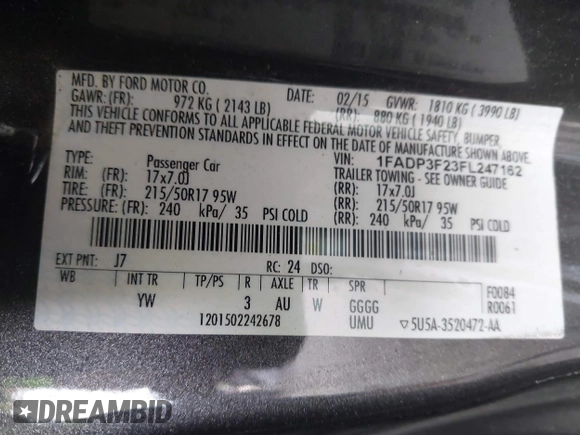 MFD. BY FORD MOTOR CO.
DATE: 02/15 GVWR: 1810 KG ( 3990 LB)
GAWR: (FR): 972 KG ( 2143 LB) (RR): 880 KG ( 1940 LB)
THIS VEHICLE CONFORMS TO ALL APPLICABLE FEDERAL MOTOR VEHICLE SAFETY, BUMPER,
AND THEFT PREVENTION STANDARDS IN EFFECT ON THE DATE OF MANUFACTURE SHOWN ABOVE
TYPE: Passenger Car VIN: 1FADP3F23FL247162
RIM: (FR): 17x7.0J TRAILER TOWING - SEE OWNER GUIDE
(RR): 17x7.0J
TIRE: (FR): 215/50R17 95W (RR): 215/50R17 95W
PRESSURE: (FR): 240 kPa/ 35 PSI COLD (RR): 240 kPa/ 35 PSI COLD
EXT PNT: J7 RC: 24 DSO:
WB INT TR TP/PS R AXLE TR SPR
YW 3 AU W GGGG
F0084
R0061
1201502242678 UMU ▽5U5A-3520472-AA
DREAMBID